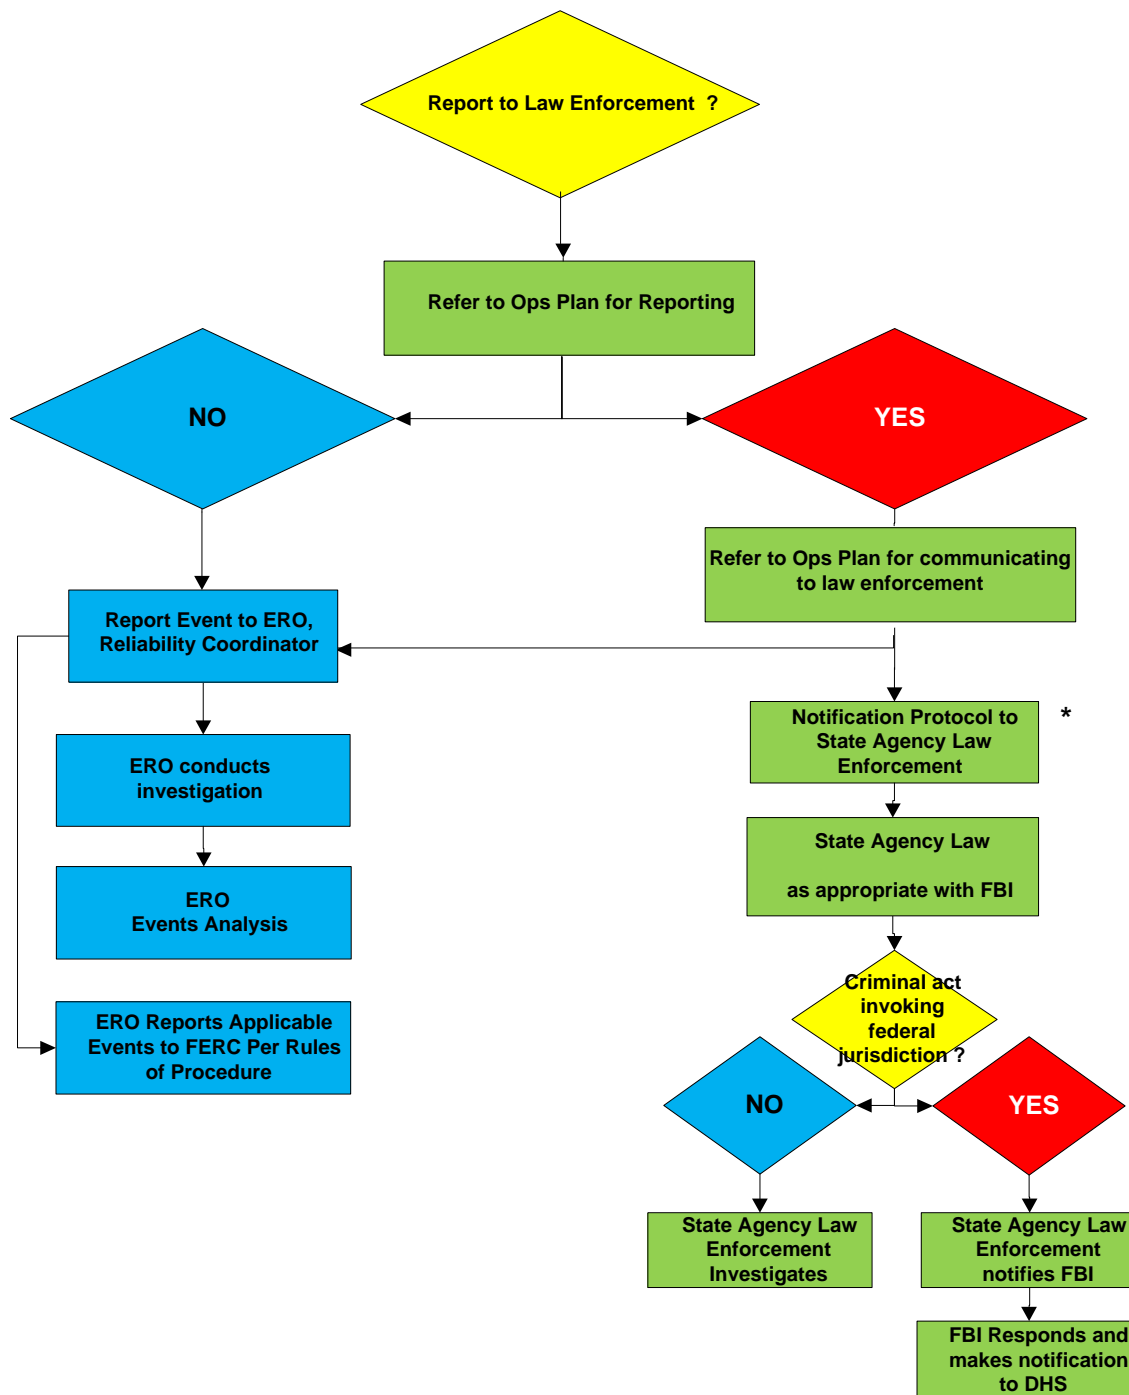 Report to Law Enforcement ?
Refer to Ops Plan for Reporting
NO
YES
Refer to Ops Plan for communicating
to law enforcement
Report Event to ERO,
Reliability Coordinator
Notification Protocol to
State Agency Law
Enforcement
*
ERO conducts
investigation
State Agency Law
as appropriate with FBI
ERO
Events Analysis
Criminal act
invoking
federal
jurisdiction ?
ERO Reports Applicable
Events to FERC Per Rules
of Procedure
NO
YES
State Agency Law
Enforcement
Investigates
State Agency Law
Enforcement
notifies FBI
FBI Responds and
makes notification
to DHS